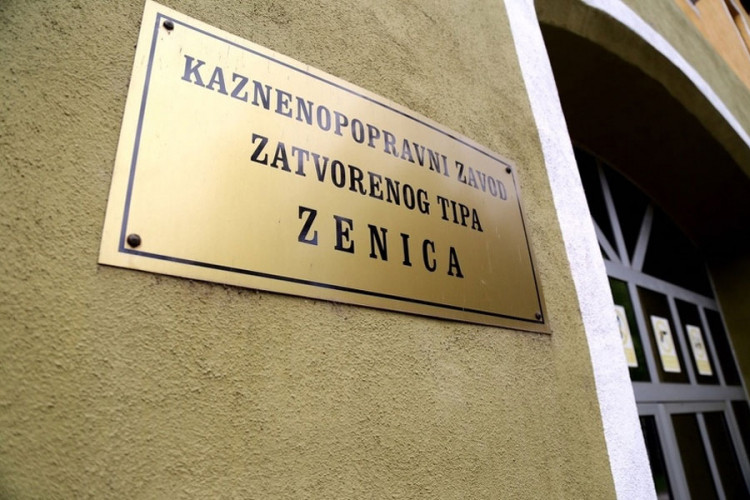 KAZNENOPOPRAVNI ZAVOD
ZATVORENOG TIPA
ZENICA